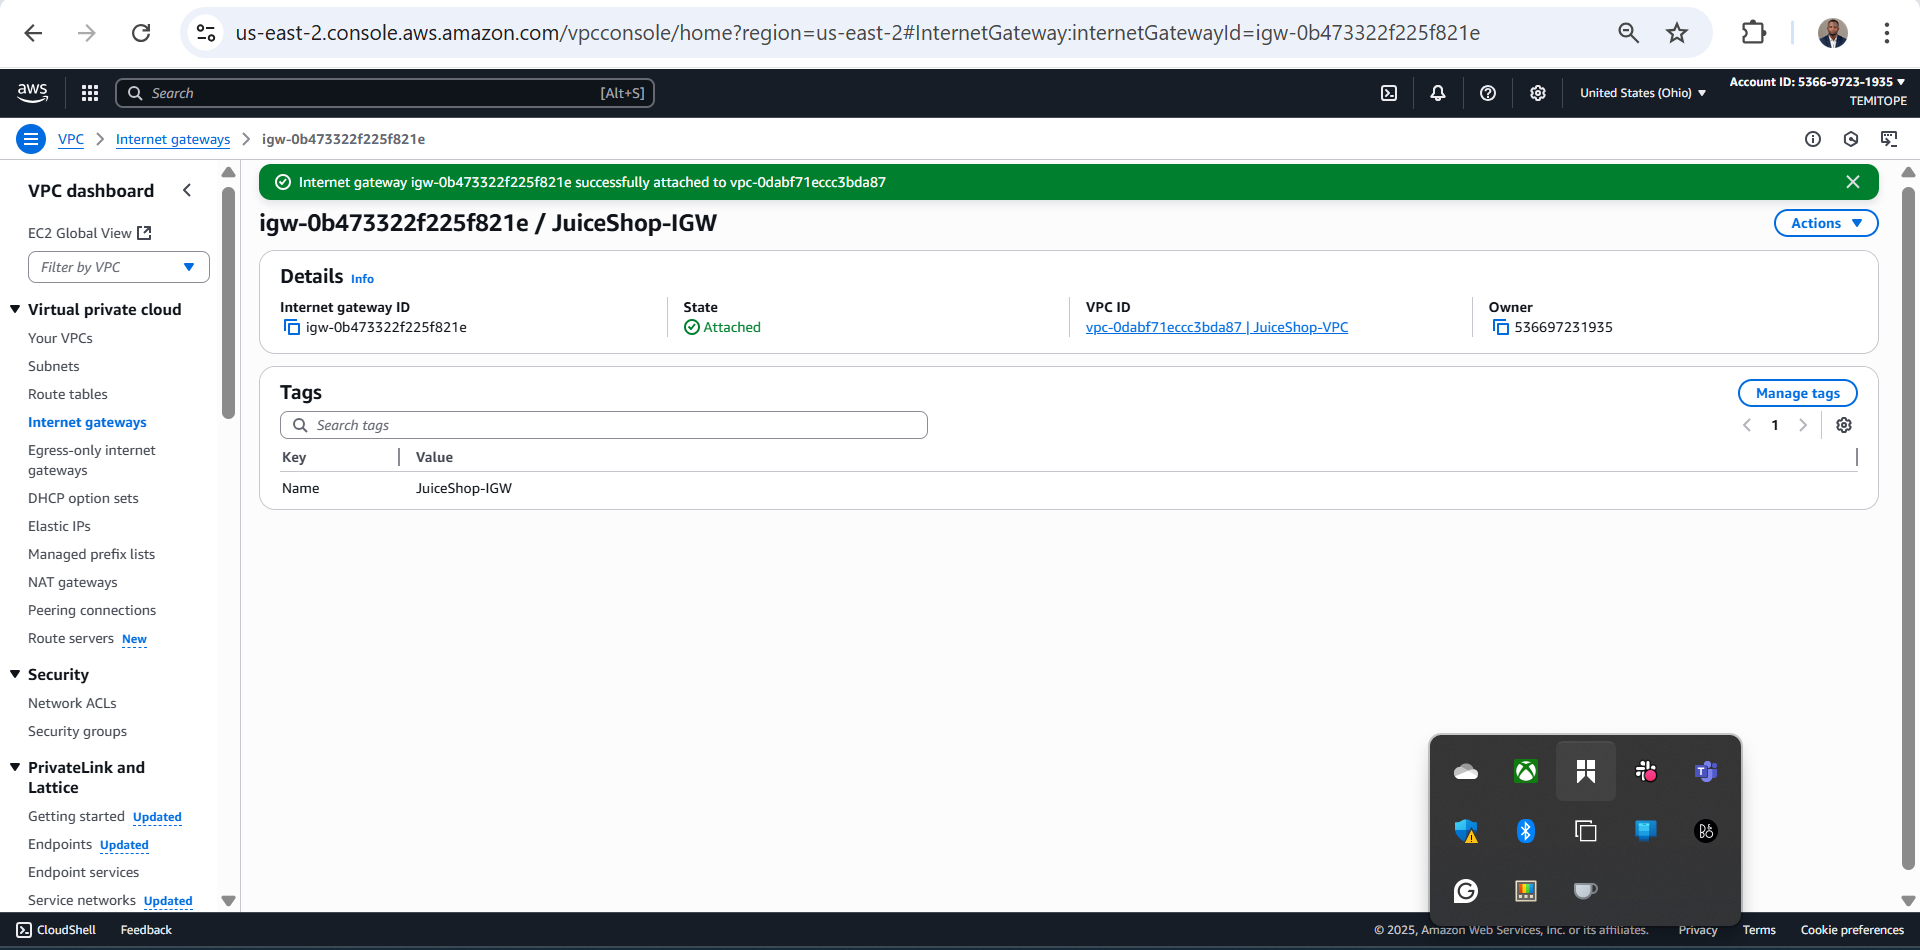 us-east-2.console.aws.amazon.com/vpcconsole/home?region=us-east-2#InternetGateway:internetGatewayId=igw-0b473322f225f821e
aws
Search
[Alt+S]
United States (Ohio)
Account ID: 5366-9723-1935
TEMITOPE
VPC
Internet gateways
igw-0b473322f225f821e
VPC dashboard
EC2 Global View
Filter by VPC
Virtual private cloud
Your VPCs
Subnets
Route tables
Internet gateways
Egress-only internet
gateways
DHCP option sets
Elastic IPs
Managed prefix lists
NAT gateways
Peering connections
Route servers New
Security
Network ACLs
Security groups
PrivateLink and
Lattice
Getting started Updated
Endpoints Updated
Endpoint services
Service networks Updated
Internet gateway igw-0b473322f225f821e successfully attached to vpc-0dabf71eccc3bda87
igw-0b473322f225f821e / JuiceShop-IGW
Actions
Details Info
Internet gateway ID
igw-0b473322f225f821e
State
Attached
VPC ID
vpc-0dabf71eccc3bda87 | JuiceShop-VPC
Owner
536697231935
Tags
Manage tags
Search tags
1
Key
Value
Name
JuiceShop-IGW
CloudShell
Feedback
© 2025, Amazon Web Services, Inc. or its affiliates.
Privacy
Terms
Cookie preferences